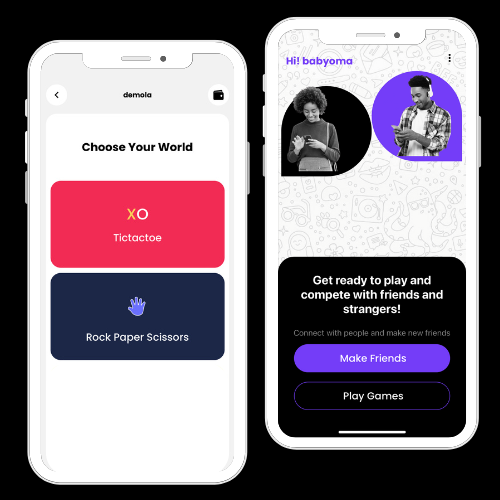 demola
Choose Your World
XO
Tictactoe
Rock Paper Scissors
Hi! babyoma
Get ready to play and
compete with friends and
strangers!
Connect with people and make new friends
Make Friends
Play Games